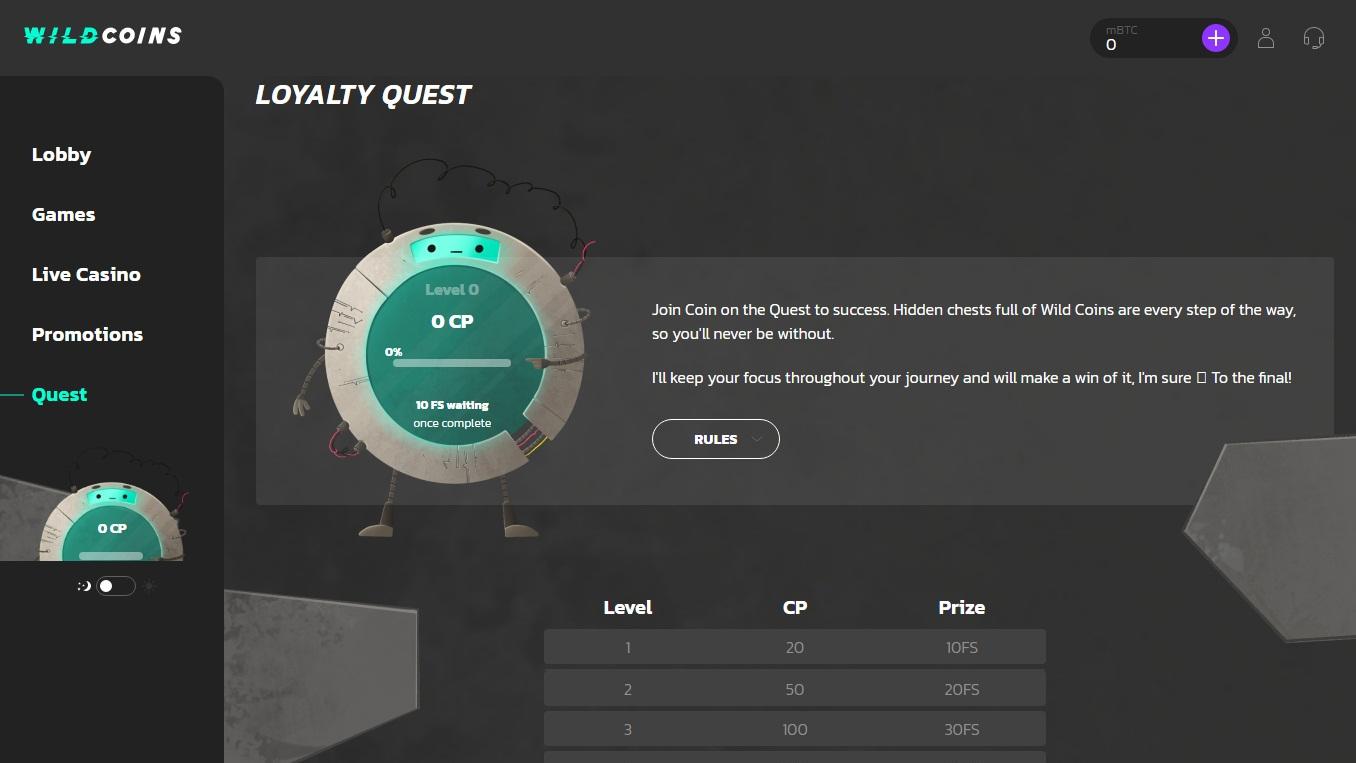 WILDCOINS
mBTC
0
LOYALTY QUEST
Lobby
Games
Live Casino
Promotions
Quest
0 CP
Level 0
0 CP
0%
10 FS waiting
once complete
Join Coin on the Quest to success. Hidden chests full of Wild Coins are every step of the way,
so you'll never be without.
I'll keep your focus throughout your journey and will make a win of it, I'm sure To the final!
RULES
Level CP Prize
1 20 10FS
2 50 20FS
3 100 30FS